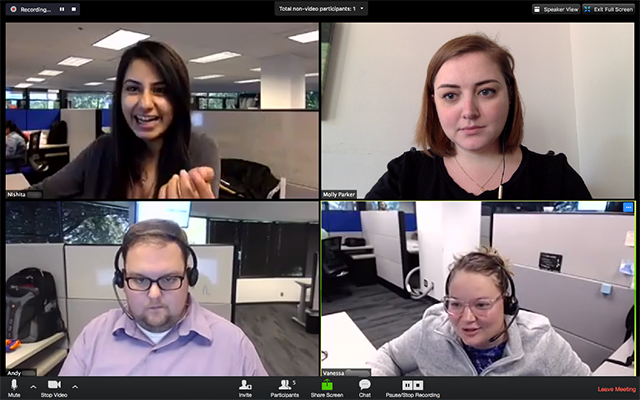 Recording...
Total non-video participants: 1
Speaker View
Exit Full Screen
Nishita
Molly Parker
Andy
Vanessa
Mute
Stop Video
Invite
Participants
5
Share Screen
Chat
Pause/Stop Recording
Leave Meeting